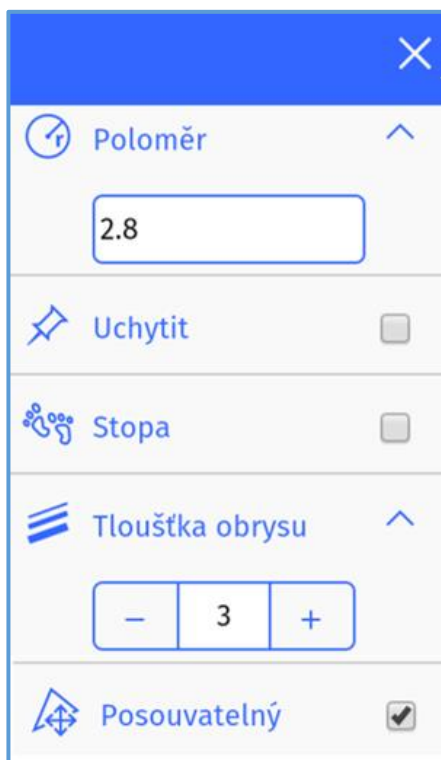 Poloměr
2.8
Uchytit
Stopa
Tloušťka obrysu
− 3 +
Posouvatelný